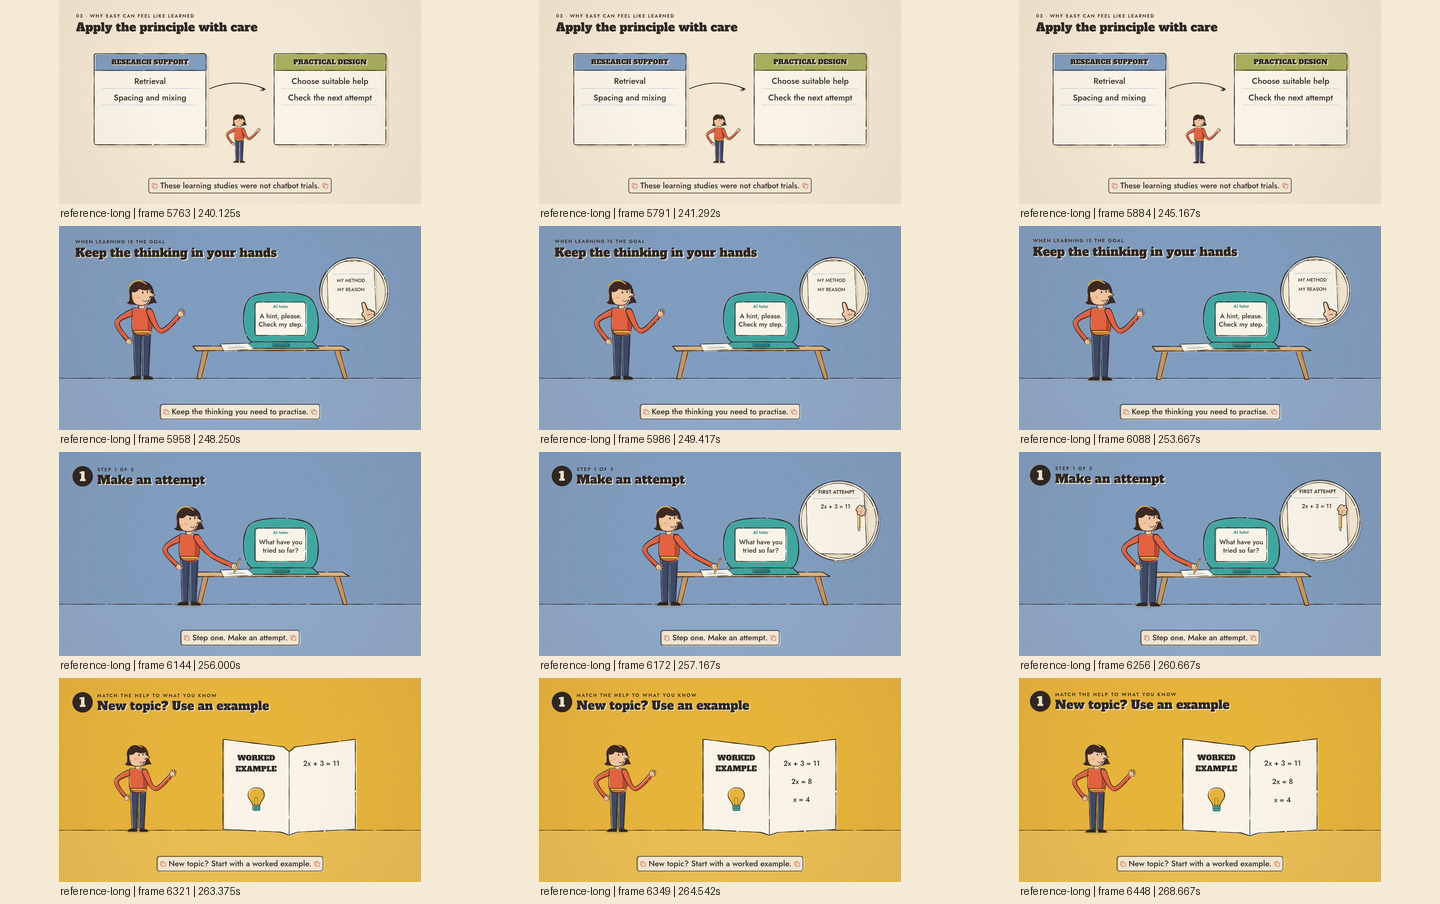 03 · WHY EASY CAN FEEL LIKE LEARNED
Apply the principle with care
RESEARCH SUPPORT
Retrieval
Spacing and mixing
PRACTICAL DESIGN
Choose suitable help
Check the next attempt
These learning studies were not chatbot trials.
reference-long | frame 5763 | 240.125s
03 · WHY EASY CAN FEEL LIKE LEARNED
Apply the principle with care
RESEARCH SUPPORT
Retrieval
Spacing and mixing
PRACTICAL DESIGN
Choose suitable help
Check the next attempt
These learning studies were not chatbot trials.
reference-long | frame 5791 | 241.292s
03 · WHY EASY CAN FEEL LIKE LEARNED
Apply the principle with care
RESEARCH SUPPORT
Retrieval
Spacing and mixing
PRACTICAL DESIGN
Choose suitable help
Check the next attempt
These learning studies were not chatbot trials.
reference-long | frame 5884 | 245.167s
WHEN LEARNING IS THE GOAL
Keep the thinking in your hands
AI tutor
A hint, please.
Check my step.
MY METHOD
MY REASON
Keep the thinking you need to practise.
reference-long | frame 5958 | 248.250s
WHEN LEARNING IS THE GOAL
Keep the thinking in your hands
AI tutor
A hint, please.
Check my step.
MY METHOD
MY REASON
Keep the thinking you need to practise.
reference-long | frame 5986 | 249.417s
WHEN LEARNING IS THE GOAL
Keep the thinking in your hands
AI tutor
A hint, please.
Check my step.
MY METHOD
MY REASON
Keep the thinking you need to practise.
reference-long | frame 6088 | 253.667s
1
STEP 1 OF 3
Make an attempt
AI tutor
What have you
tried so far?
Step one. Make an attempt.
reference-long | frame 6144 | 256.000s
1
STEP 1 OF 3
Make an attempt
AI tutor
What have you
tried so far?
FIRST ATTEMPT
2x + 3 = 11
Step one. Make an attempt.
reference-long | frame 6172 | 257.167s
1
STEP 1 OF 3
Make an attempt
AI tutor
What have you
tried so far?
FIRST ATTEMPT
2x + 3 = 11
Step one. Make an attempt.
reference-long | frame 6256 | 260.667s
1
MATCH THE HELP TO WHAT YOU KNOW
New topic? Use an example
WORKED
EXAMPLE
2x + 3 = 11
New topic? Start with a worked example.
reference-long | frame 6321 | 263.375s
1
MATCH THE HELP TO WHAT YOU KNOW
New topic? Use an example
WORKED
EXAMPLE
2x + 3 = 11
2x = 8
x = 4
New topic? Start with a worked example.
reference-long | frame 6349 | 264.542s
1
MATCH THE HELP TO WHAT YOU KNOW
New topic? Use an example
WORKED
EXAMPLE
2x + 3 = 11
2x = 8
x = 4
New topic? Start with a worked example.
reference-long | frame 6448 | 268.667s